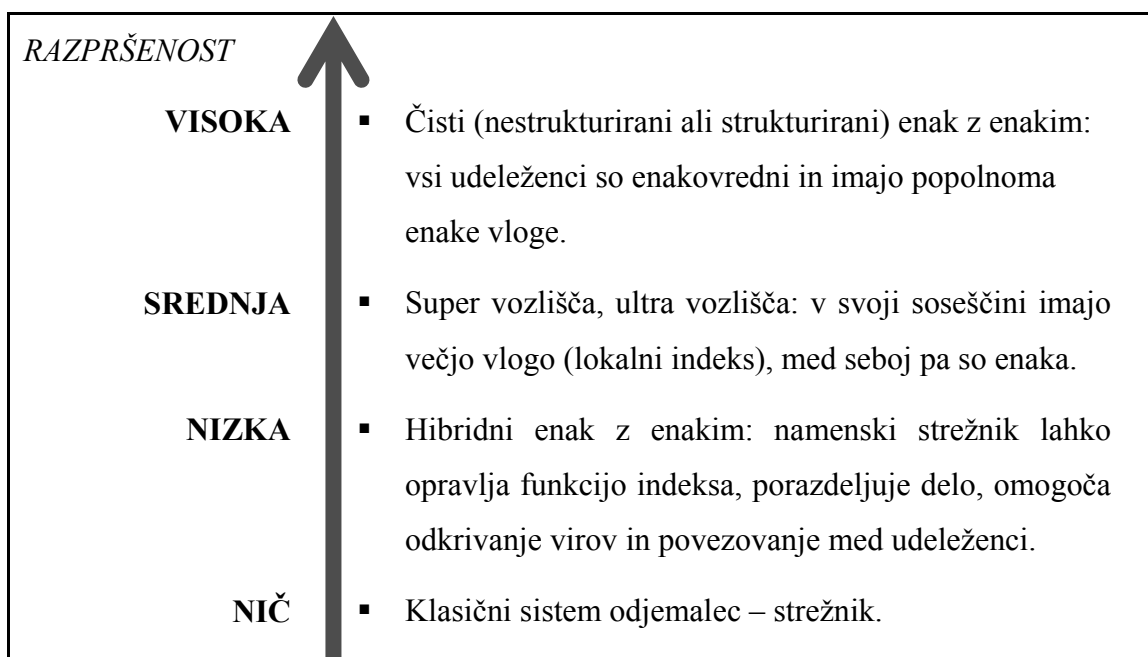 RAZPRŠENOST
VISOKA ▪ Čisti (nestrukturirani ali strukturirani) enak z enakim:
vsi udeleženci so enakovredni in imajo popolnoma
enake vloge.
SREDNJA ▪ Super vozlišča, ultra vozlišča: v svoji soseščini imajo
večjo vlogo (lokalni indeks), med seboj pa so enaka.
NIZKA ▪ Hibridni enak z enakim: namenski strežnik lahko
opravlja funkcijo indeksa, porazdeljuje delo, omogoča
odkrivanje virov in povezovanje med udeleženci.
NIČ ▪ Klasični sistem odjemalec – strežnik.